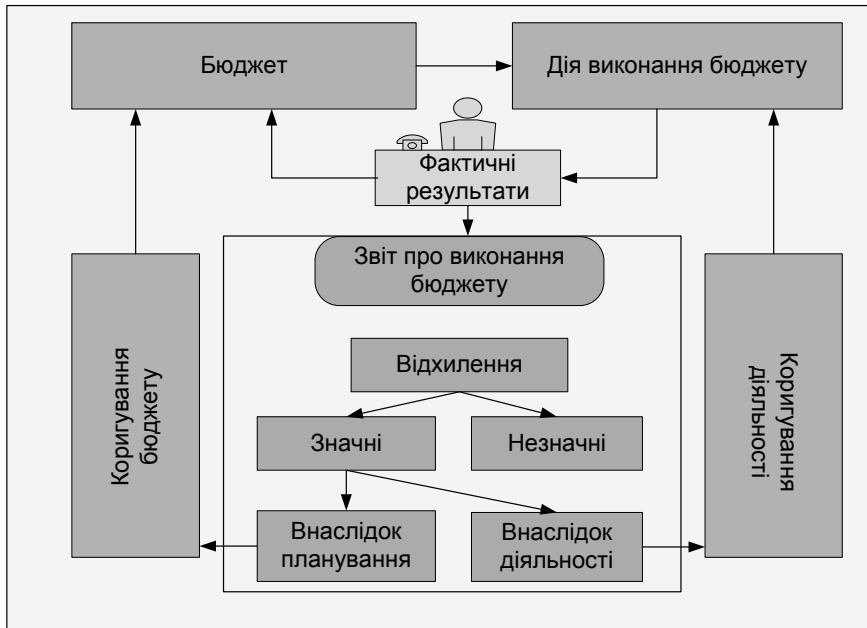 Бюджет
Дія виконання бюджету
Фактичні
результати
Звіт про виконання
бюджету
Відхилення
Значні
Незначні
Внаслідок
планування
Внаслідок
діяльності
Коригування
бюджету
Коригування
діяльності